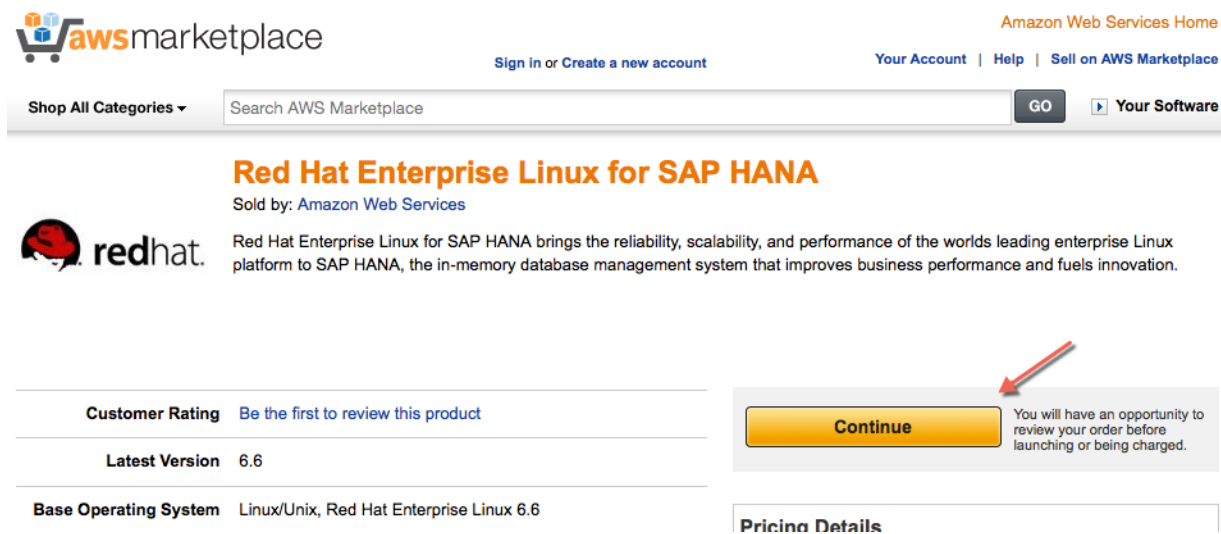 awsmarketplace
Amazon Web Services Home
Sign in or Create a new account
Your Account | Help | Sell on AWS Marketplace
Shop All Categories
Search AWS Marketplace
GO
Your Software
Red Hat Enterprise Linux for SAP HANA
Sold by: Amazon Web Services
redhat.
Red Hat Enterprise Linux for SAP HANA brings the reliability, scalability, and performance of the worlds leading enterprise Linux
platform to SAP HANA, the in-memory database management system that improves business performance and fuels innovation.
Customer Rating Be the first to review this product
Continue
You will have an opportunity to
review your order before
launching or being charged.
Latest Version 6.6
Base Operating System Linux/Unix, Red Hat Enterprise Linux 6.6
Pricing Details